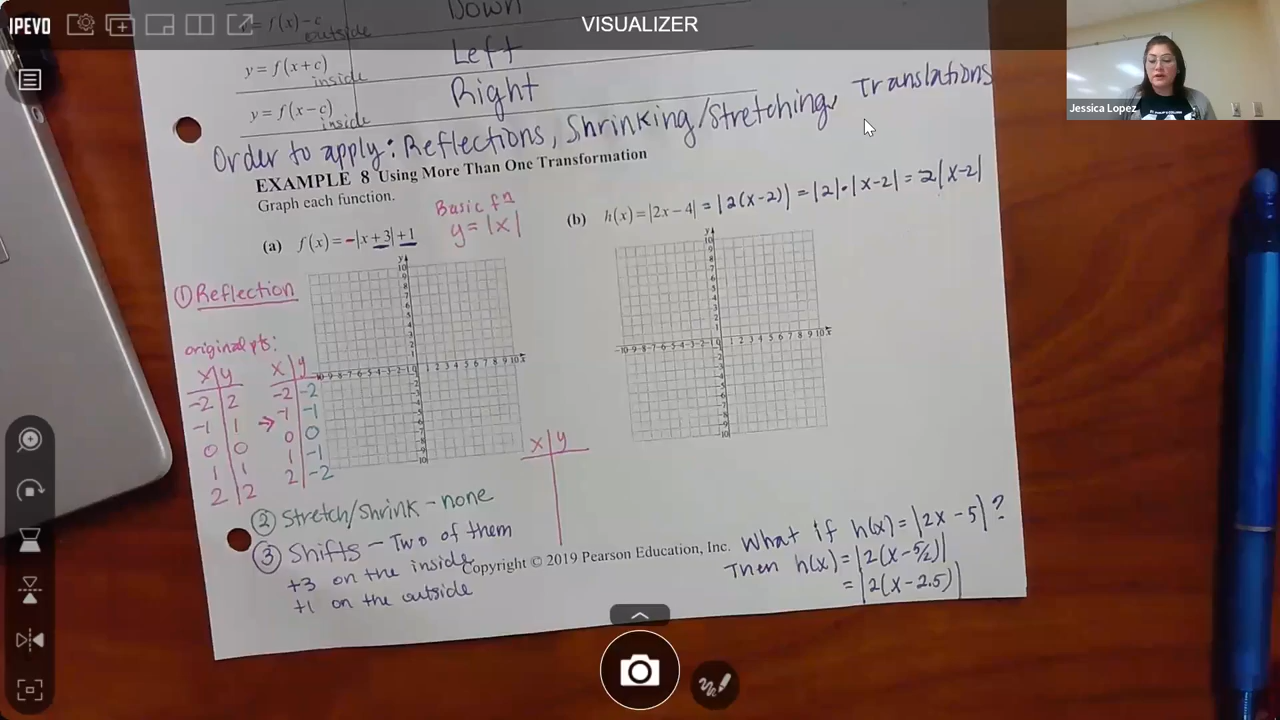 IPEVO
VISUALIZER
Jessica Lopez
Down
y = f(x)−c
outside
y = f(x+c)
inside
Left
y = f(x−c)
inside
Right
Order to apply: Reflections, Shrinking/Stretching, Translations
EXAMPLE 8 Using More Than One Transformation
Graph each function.
Basic fn
y = |x|
(a) f(x) = −|x+3|+1
(b) h(x) = |2x−4| = |2(x−2)| = |2|·|x−2| = 2|x−2|
① Reflection
original pts:
x y
−2 2
−1 1
0 0
1 1
2 2
→
x y
−2 −2
−1 −1
0 0
1 −1
2 −2
x y
② Stretch/Shrink – none
③ Shifts – Two of them
+3 on the inside
+1 on the outside
Copyright © 2019 Pearson Education, Inc.
What if h(x) = |2x −5| ?
Then h(x) = |2(x − 5/2)|
= |2(x−2.5)|